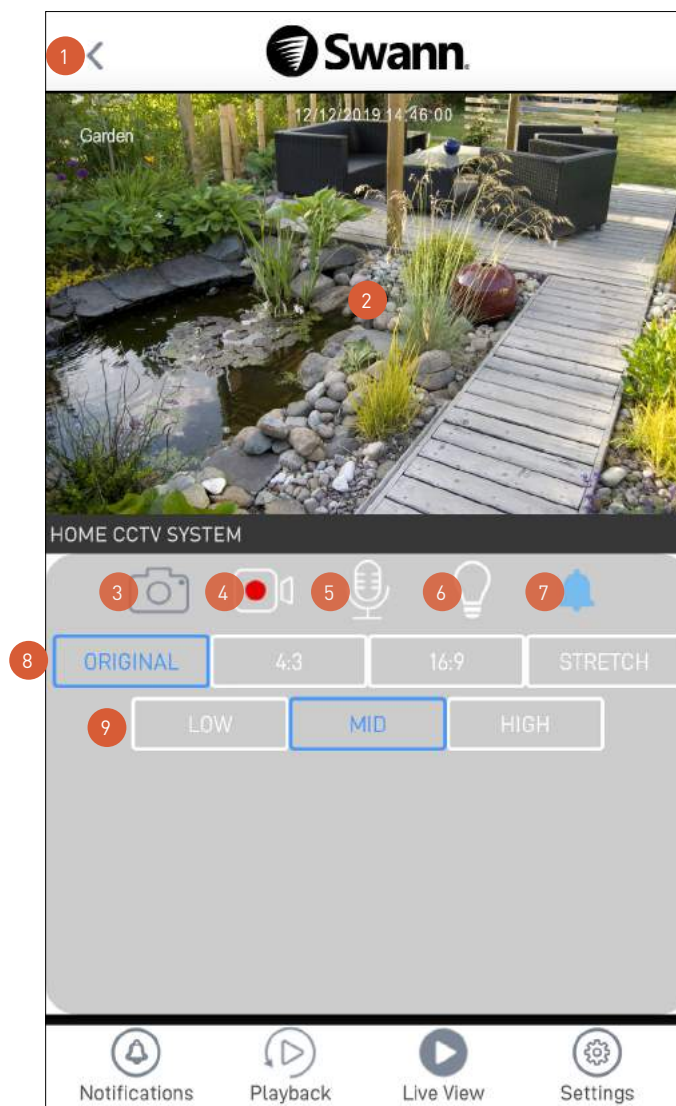 1
Swann
12/12/2019 14:46:00
Garden
2
HOME CCTV SYSTEM
3 4 5 6 7
8 ORIGINAL 4:3 16:9 STRETCH
9 LOW MID HIGH
Notifications Playback Live View Settings